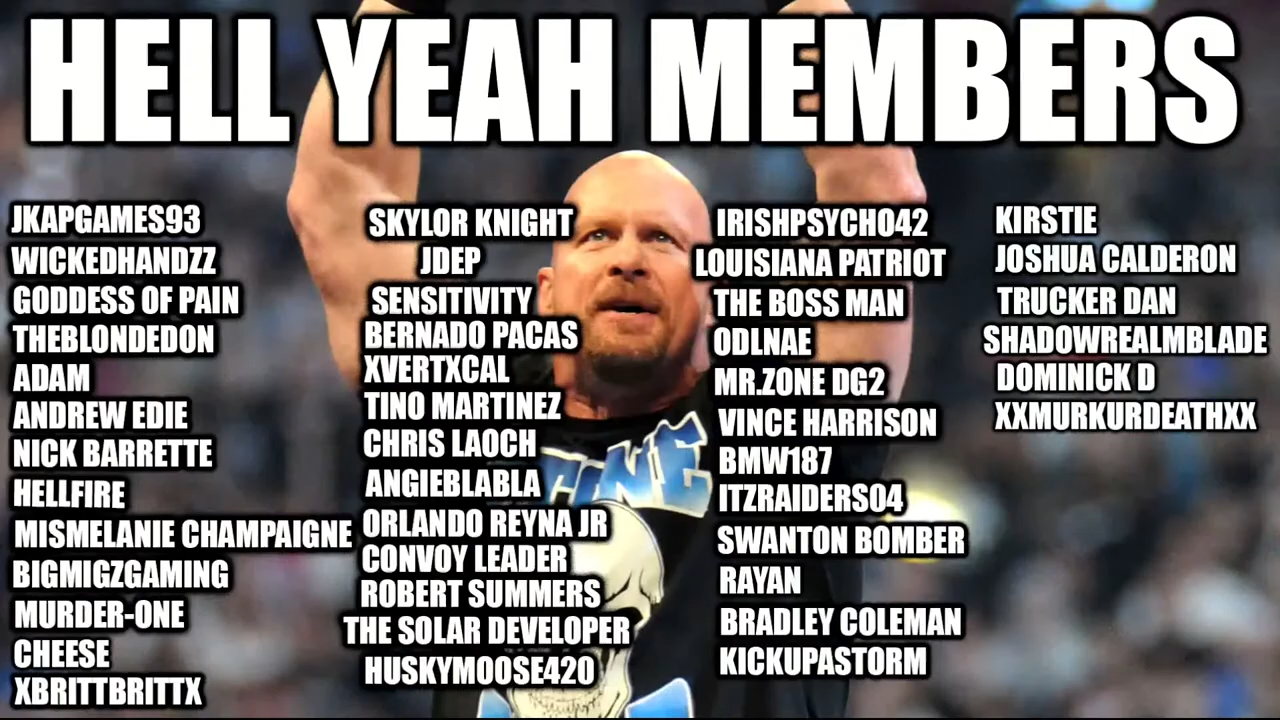 HELL YEAH MEMBERS
JKAPGAMES93
WICKEDHANDZZ
GODDESS OF PAIN
THEBLONDEDON
ADAM
ANDREW EDIE
NICK BARRETTE
HELLFIRE
MISMELANIE CHAMPAIGNE
BIGMIGZGAMING
MURDER-ONE
CHEESE
XBRITTBRITTX
SKYLOR KNIGHT
JDEP
SENSITIVITY
BERNADO PACAS
XVERTXCAL
TINO MARTINEZ
CHRIS LAOCH
ANGIEBLABLA
ORLANDO REYNA JR
CONVOY LEADER
ROBERT SUMMERS
THE SOLAR DEVELOPER
HUSKYMOOSE420
IRISHPSYCHO42
LOUISIANA PATRIOT
THE BOSS MAN
ODLNAE
MR.ZONE DG2
VINCE HARRISON
BMW187
ITZRAIDERS04
SWANTON BOMBER
RAYAN
BRADLEY COLEMAN
KICKUPASTORM
KIRSTIE
JOSHUA CALDERON
TRUCKER DAN
SHADOWREALMBLADE
DOMINICK D
XXMURKURDEATHXX